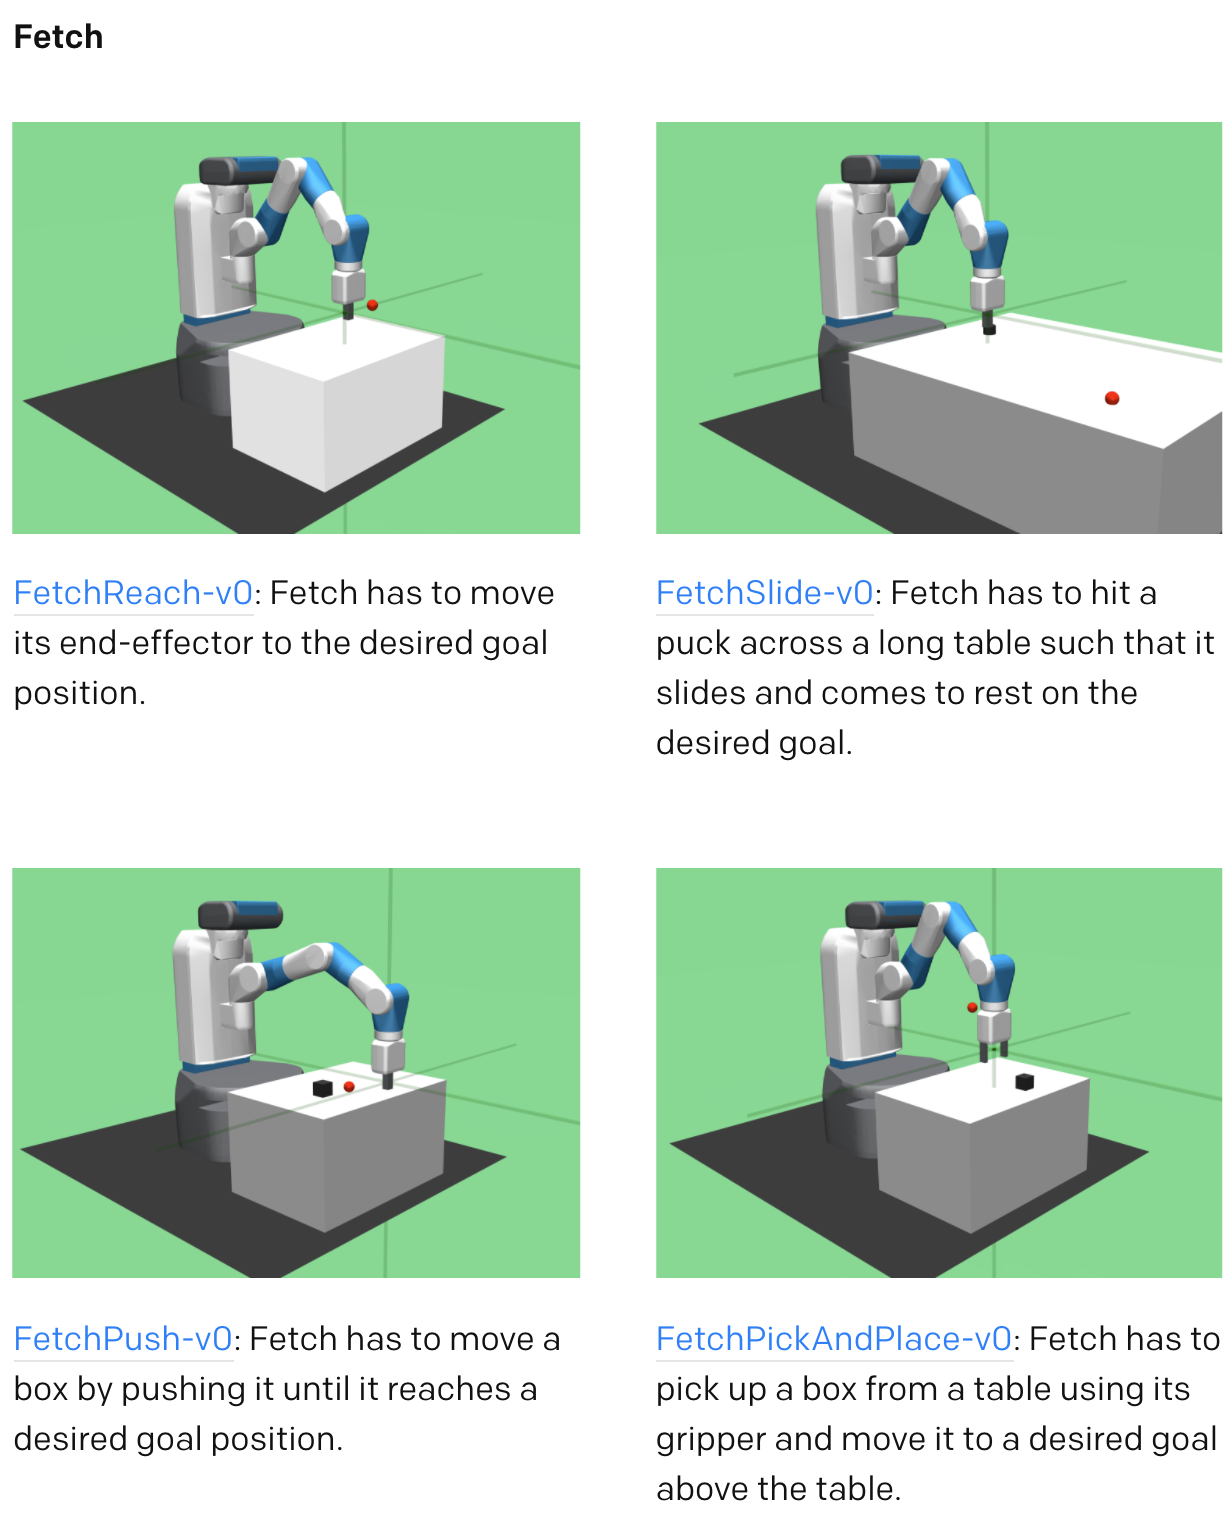 Fetch
FetchReach-v0: Fetch has to move
its end-effector to the desired goal
position.
FetchSlide-v0: Fetch has to hit a
puck across a long table such that it
slides and comes to rest on the
desired goal.
FetchPush-v0: Fetch has to move a
box by pushing it until it reaches a
desired goal position.
FetchPickAndPlace-v0: Fetch has to
pick up a box from a table using its
gripper and move it to a desired goal
above the table.